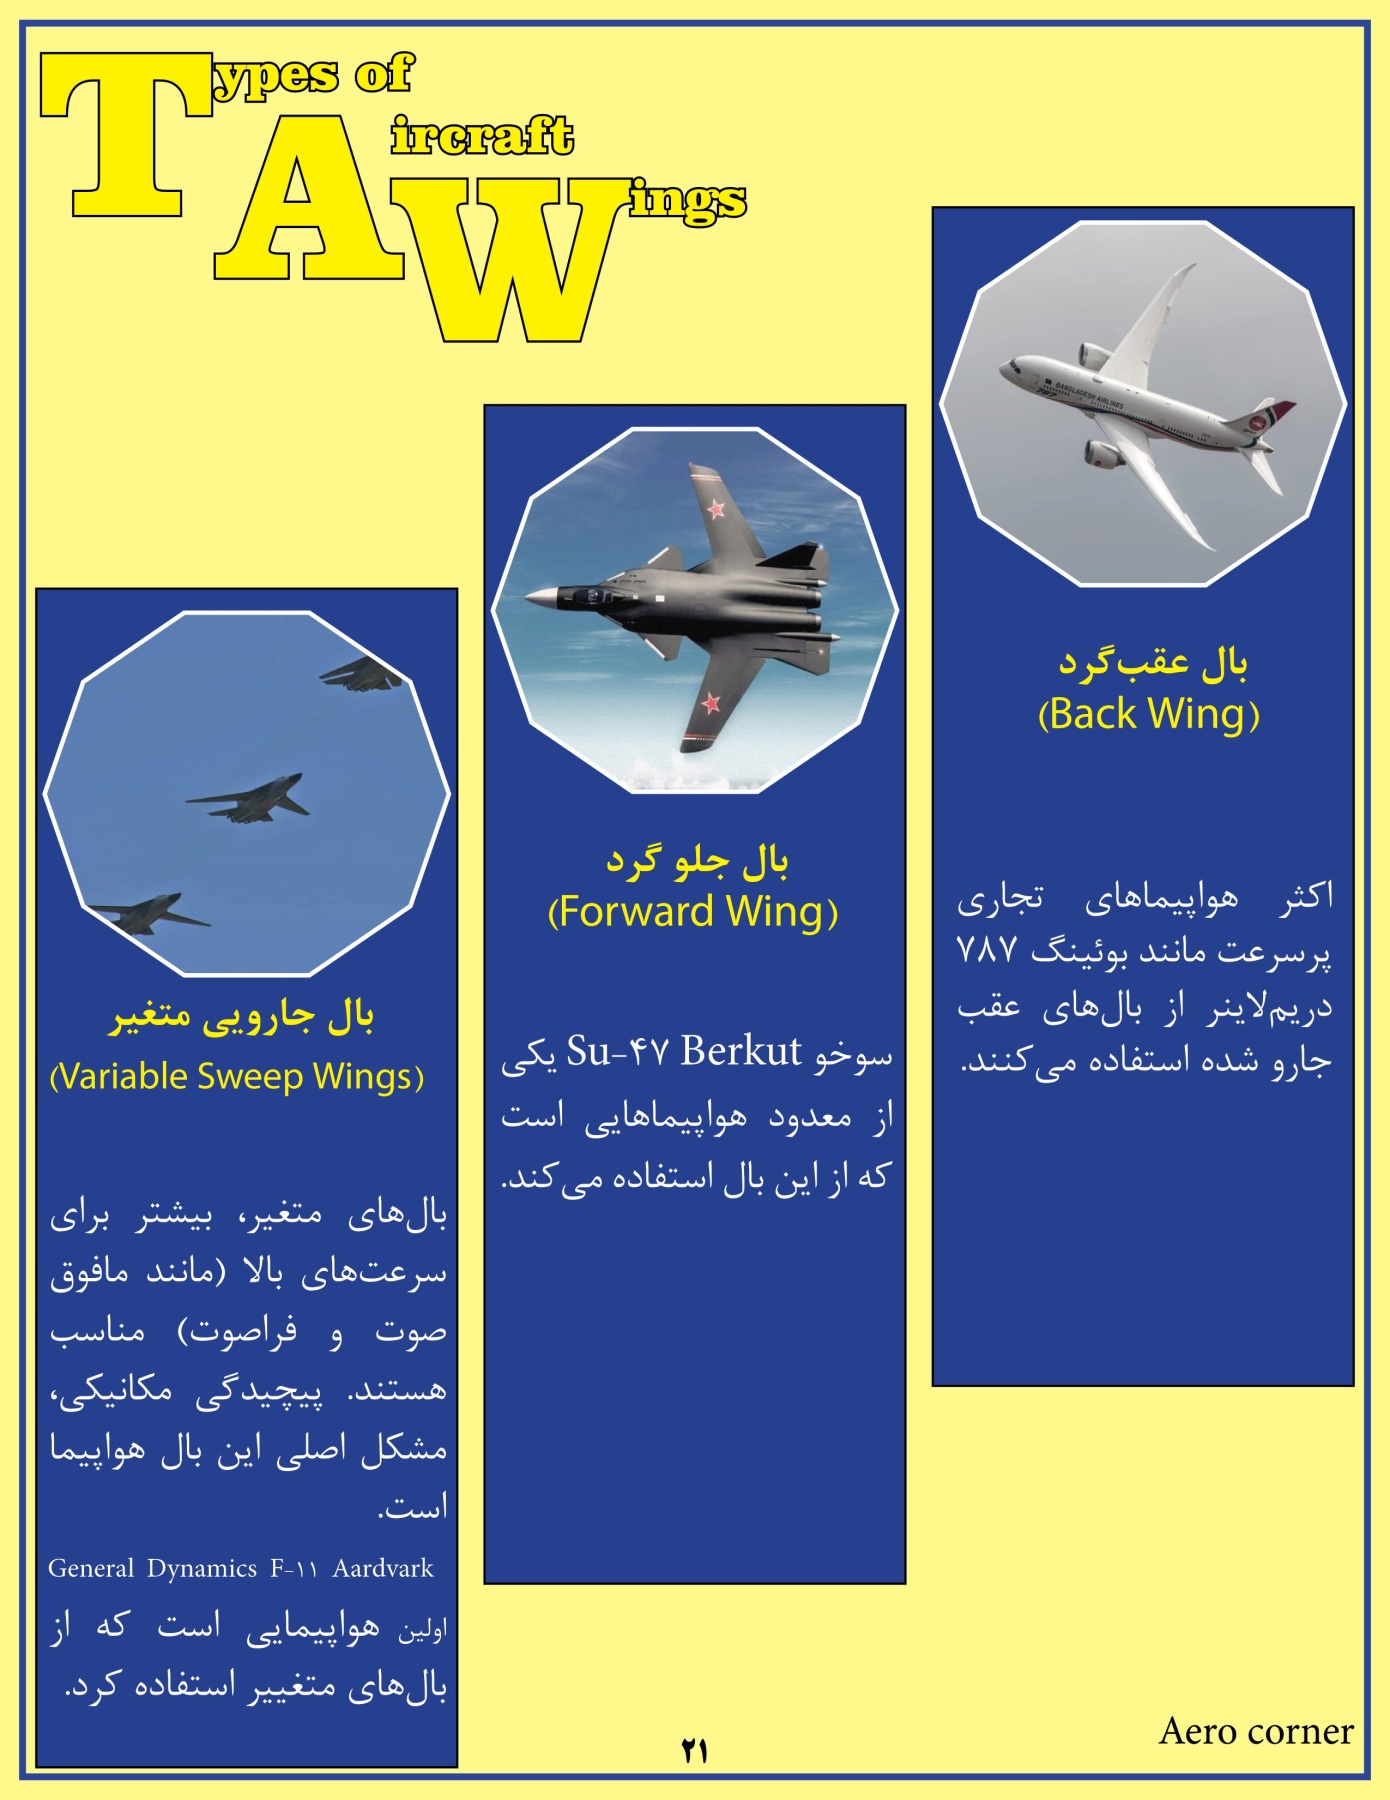 Types of
Aircraft
Wings
BANGLADESH AIRLINES
787
بال عقب‌گرد
(Back Wing)
اکثر هواپیماهای تجاری
پرسرعت مانند بوئینگ ۷۸۷
دریم‌لاینر از بال‌های عقب
جارو شده استفاده می‌کنند.
بال جلو گرد
(Forward Wing)
سوخو Su-۴۷ Berkut یکی
از معدود هواپیماهایی است
که از این بال استفاده می‌کند.
بال جارویی متغیر
(Variable Sweep Wings)
بال‌های متغیر، بیشتر برای
سرعت‌های بالا (مانند مافوق
صوت و فراصوت) مناسب
هستند. پیچیدگی مکانیکی،
مشکل اصلی این بال هواپیما
است.
General Dynamics F-۱۱ Aardvark
اولین هواپیمایی است که از
بال‌های متغییر استفاده کرد.
Aero corner
۲۱